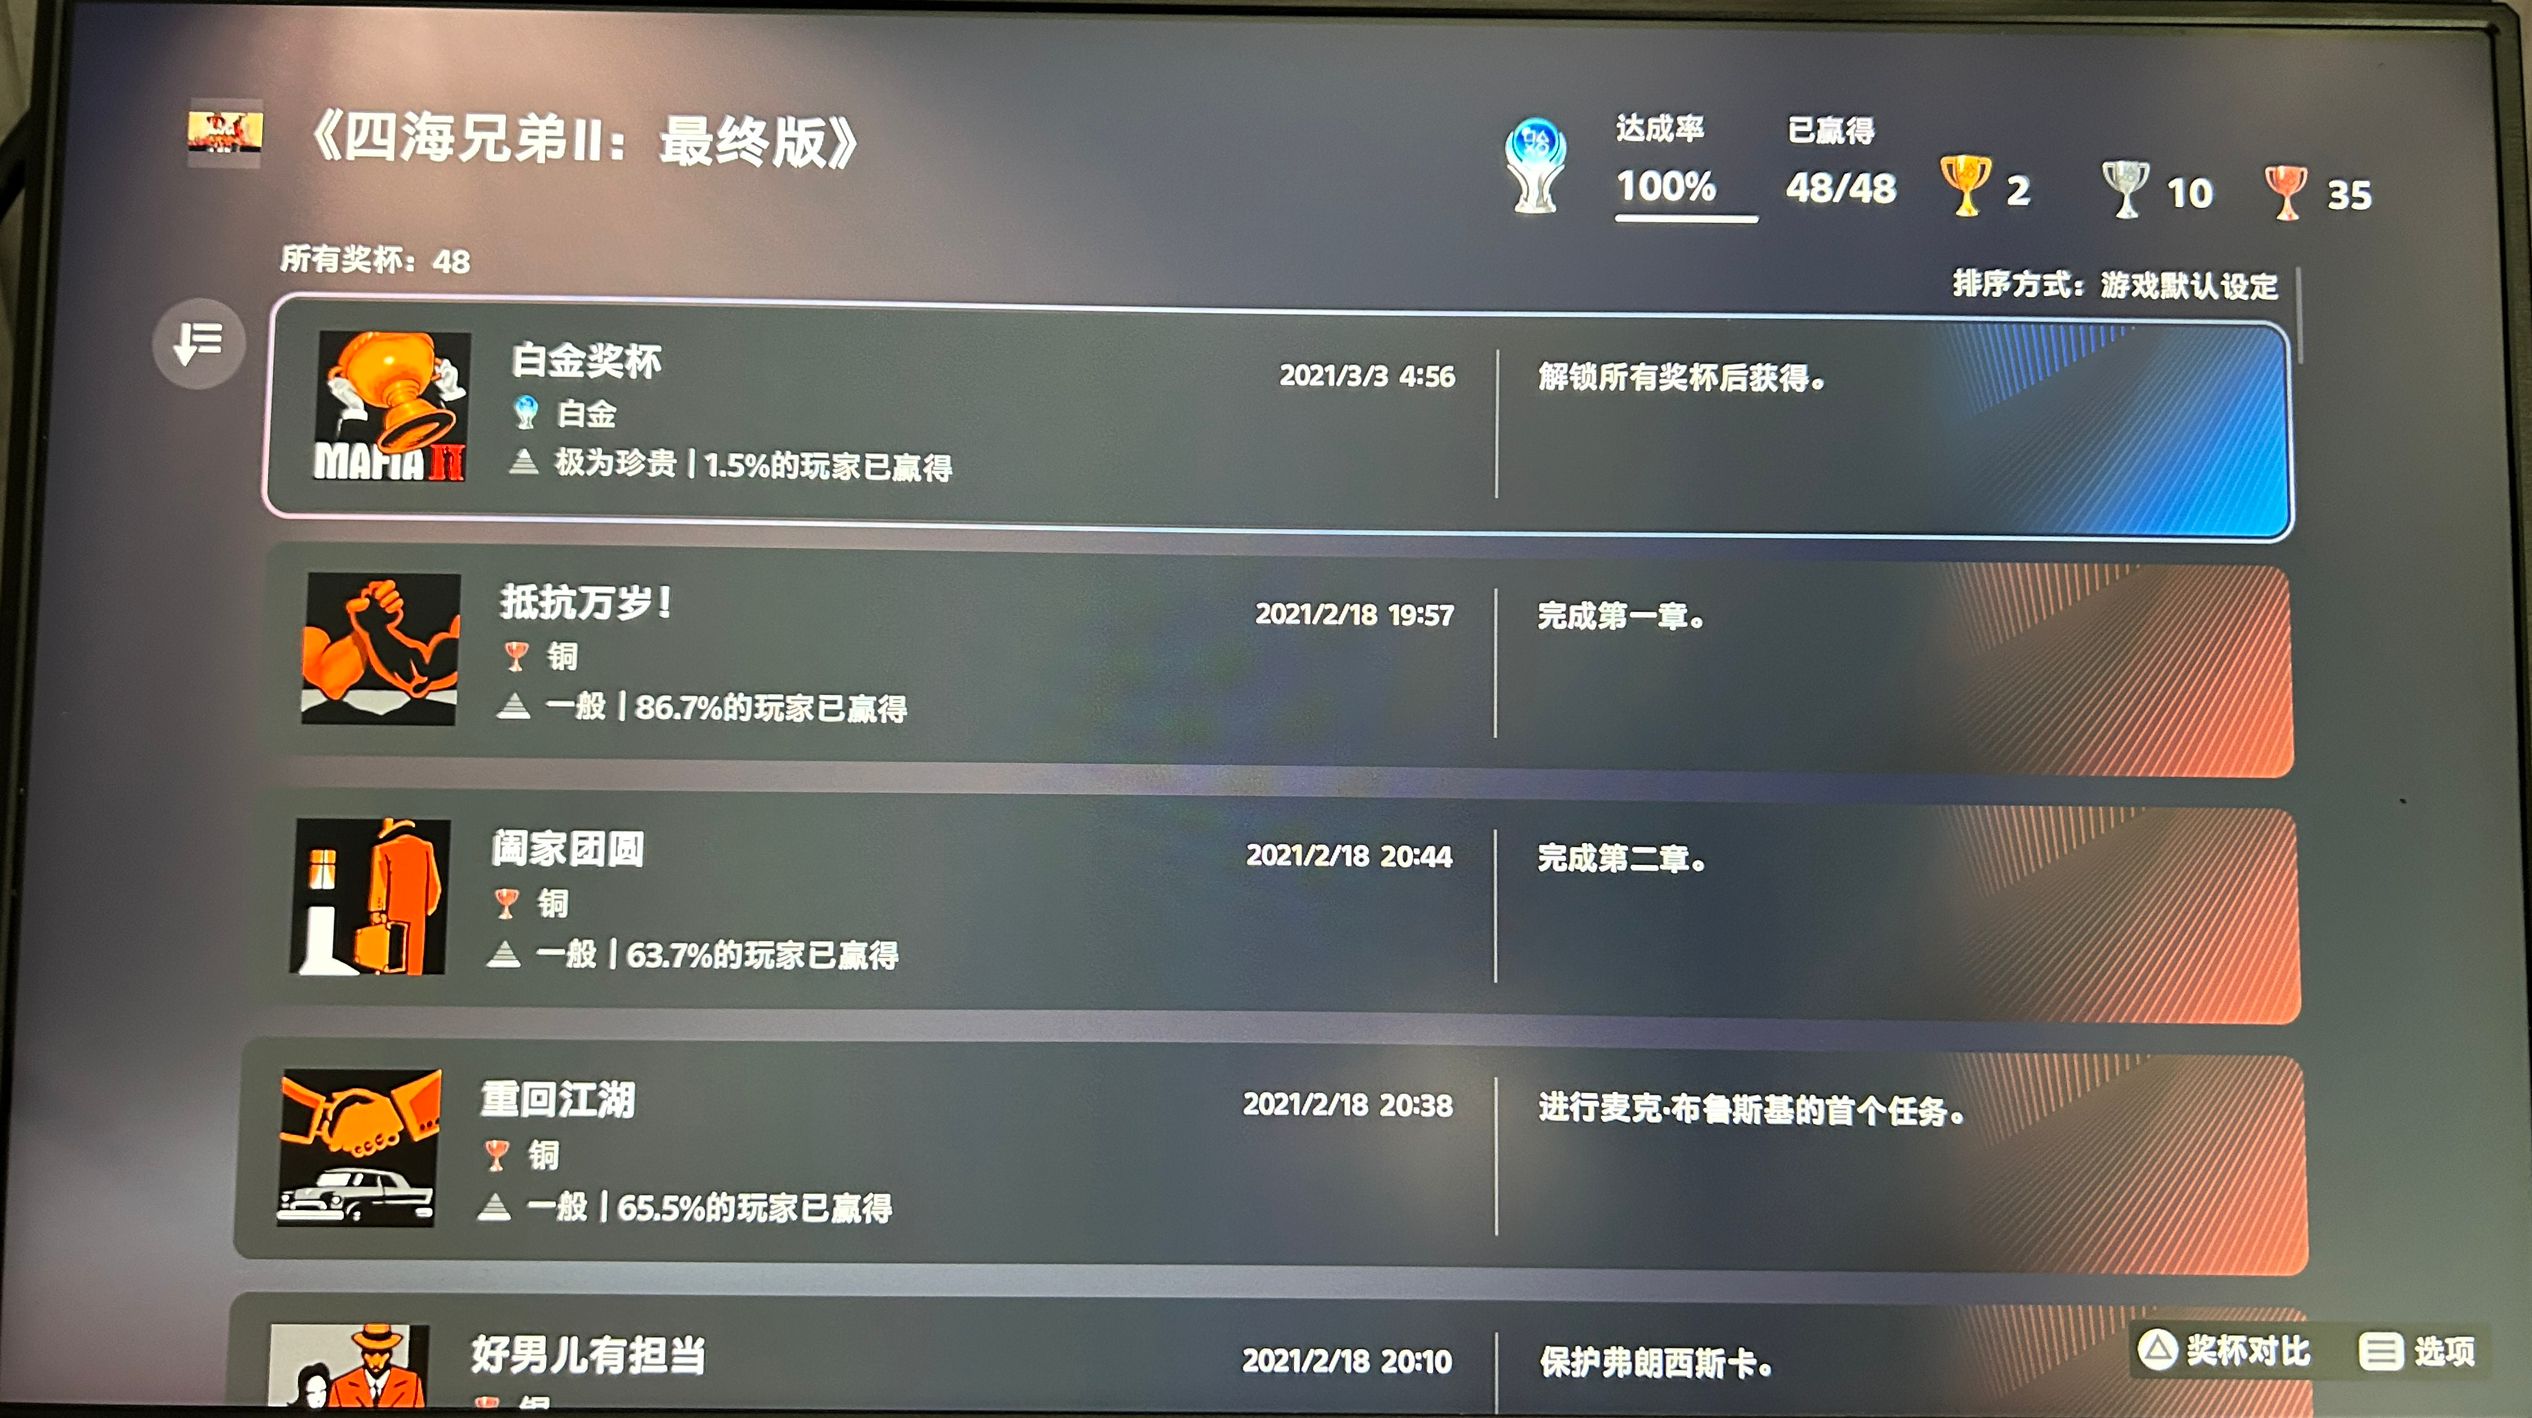 《四海兄弟II：最终版》
达成率
100%
已赢得
48/48
2
10
35
所有奖杯：48
排序方式：游戏默认设定
MAFIA II
白金奖杯
白金
极为珍贵 | 1.5%的玩家已赢得
2021/3/3 4:56
解锁所有奖杯后获得。
抵抗万岁！
铜
一般 | 86.7%的玩家已赢得
2021/2/18 19:57
完成第一章。
阖家团圆
铜
一般 | 63.7%的玩家已赢得
2021/2/18 20:44
完成第二章。
重回江湖
铜
一般 | 65.5%的玩家已赢得
2021/2/18 20:38
进行麦克·布鲁斯基的首个任务。
好男儿有担当
铜
2021/2/18 20:10
保护弗朗西斯卡。
奖杯对比
选项